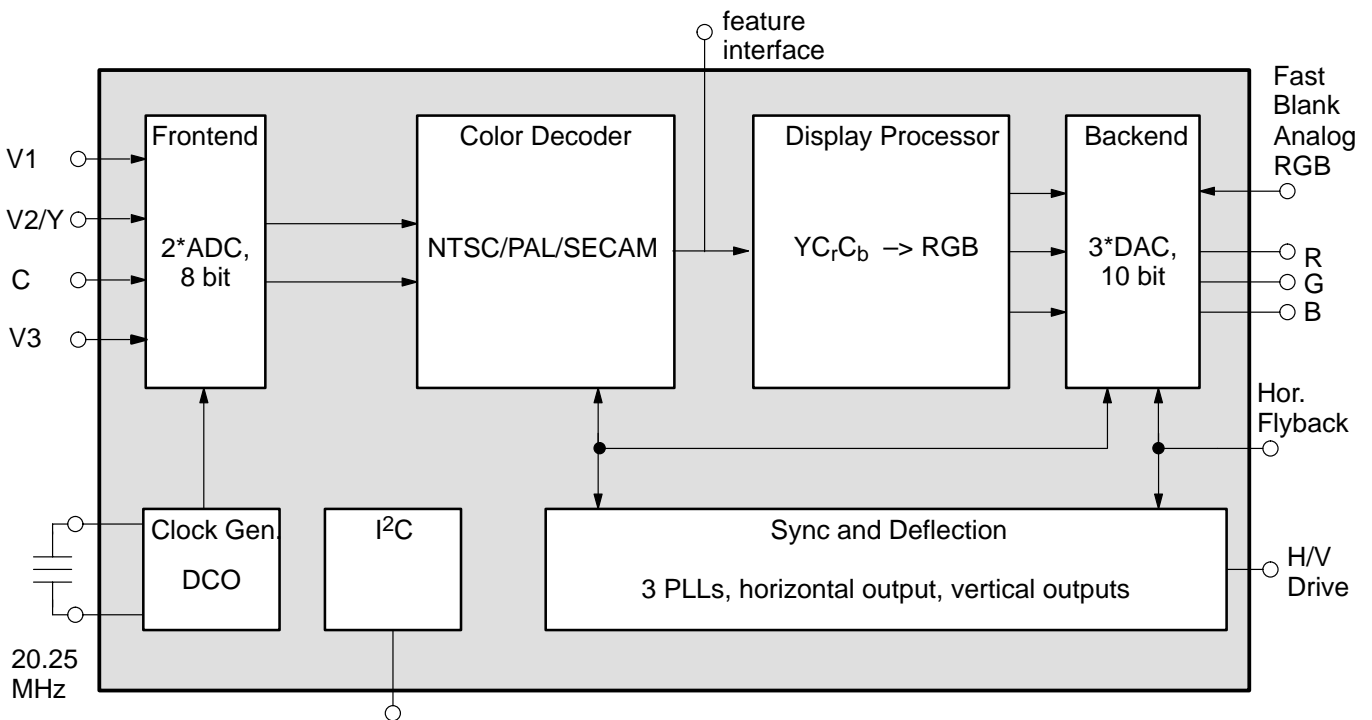 feature
interface
Fast
Blank
Analog
RGB
Frontend
Color Decoder
Display Processor
Backend
V1
V2/Y
C
V3
2*ADC,
8 bit
NTSC/PAL/SECAM
YCrCb –> RGB
3*DAC,
10 bit
R
G
B
Hor.
Flyback
Clock Gen.
DCO
I²C
Sync and Deflection
3 PLLs, horizontal output, vertical outputs
H/V
Drive
20.25
MHz